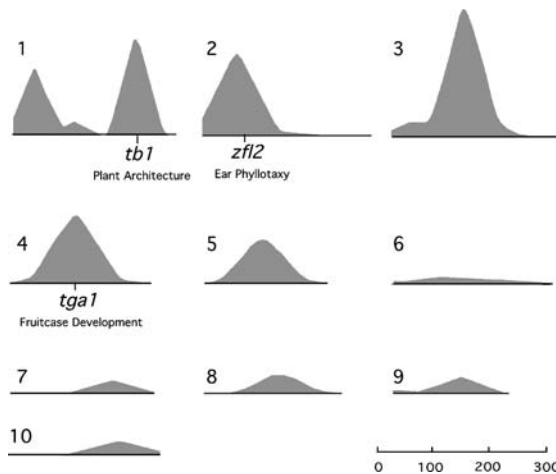 1 2 3
tb1 zfl2
Plant Architecture Ear Phyllotaxy
4 5 6
tga1
Fruitcase Development
7 8 9
10
0 100 200 300